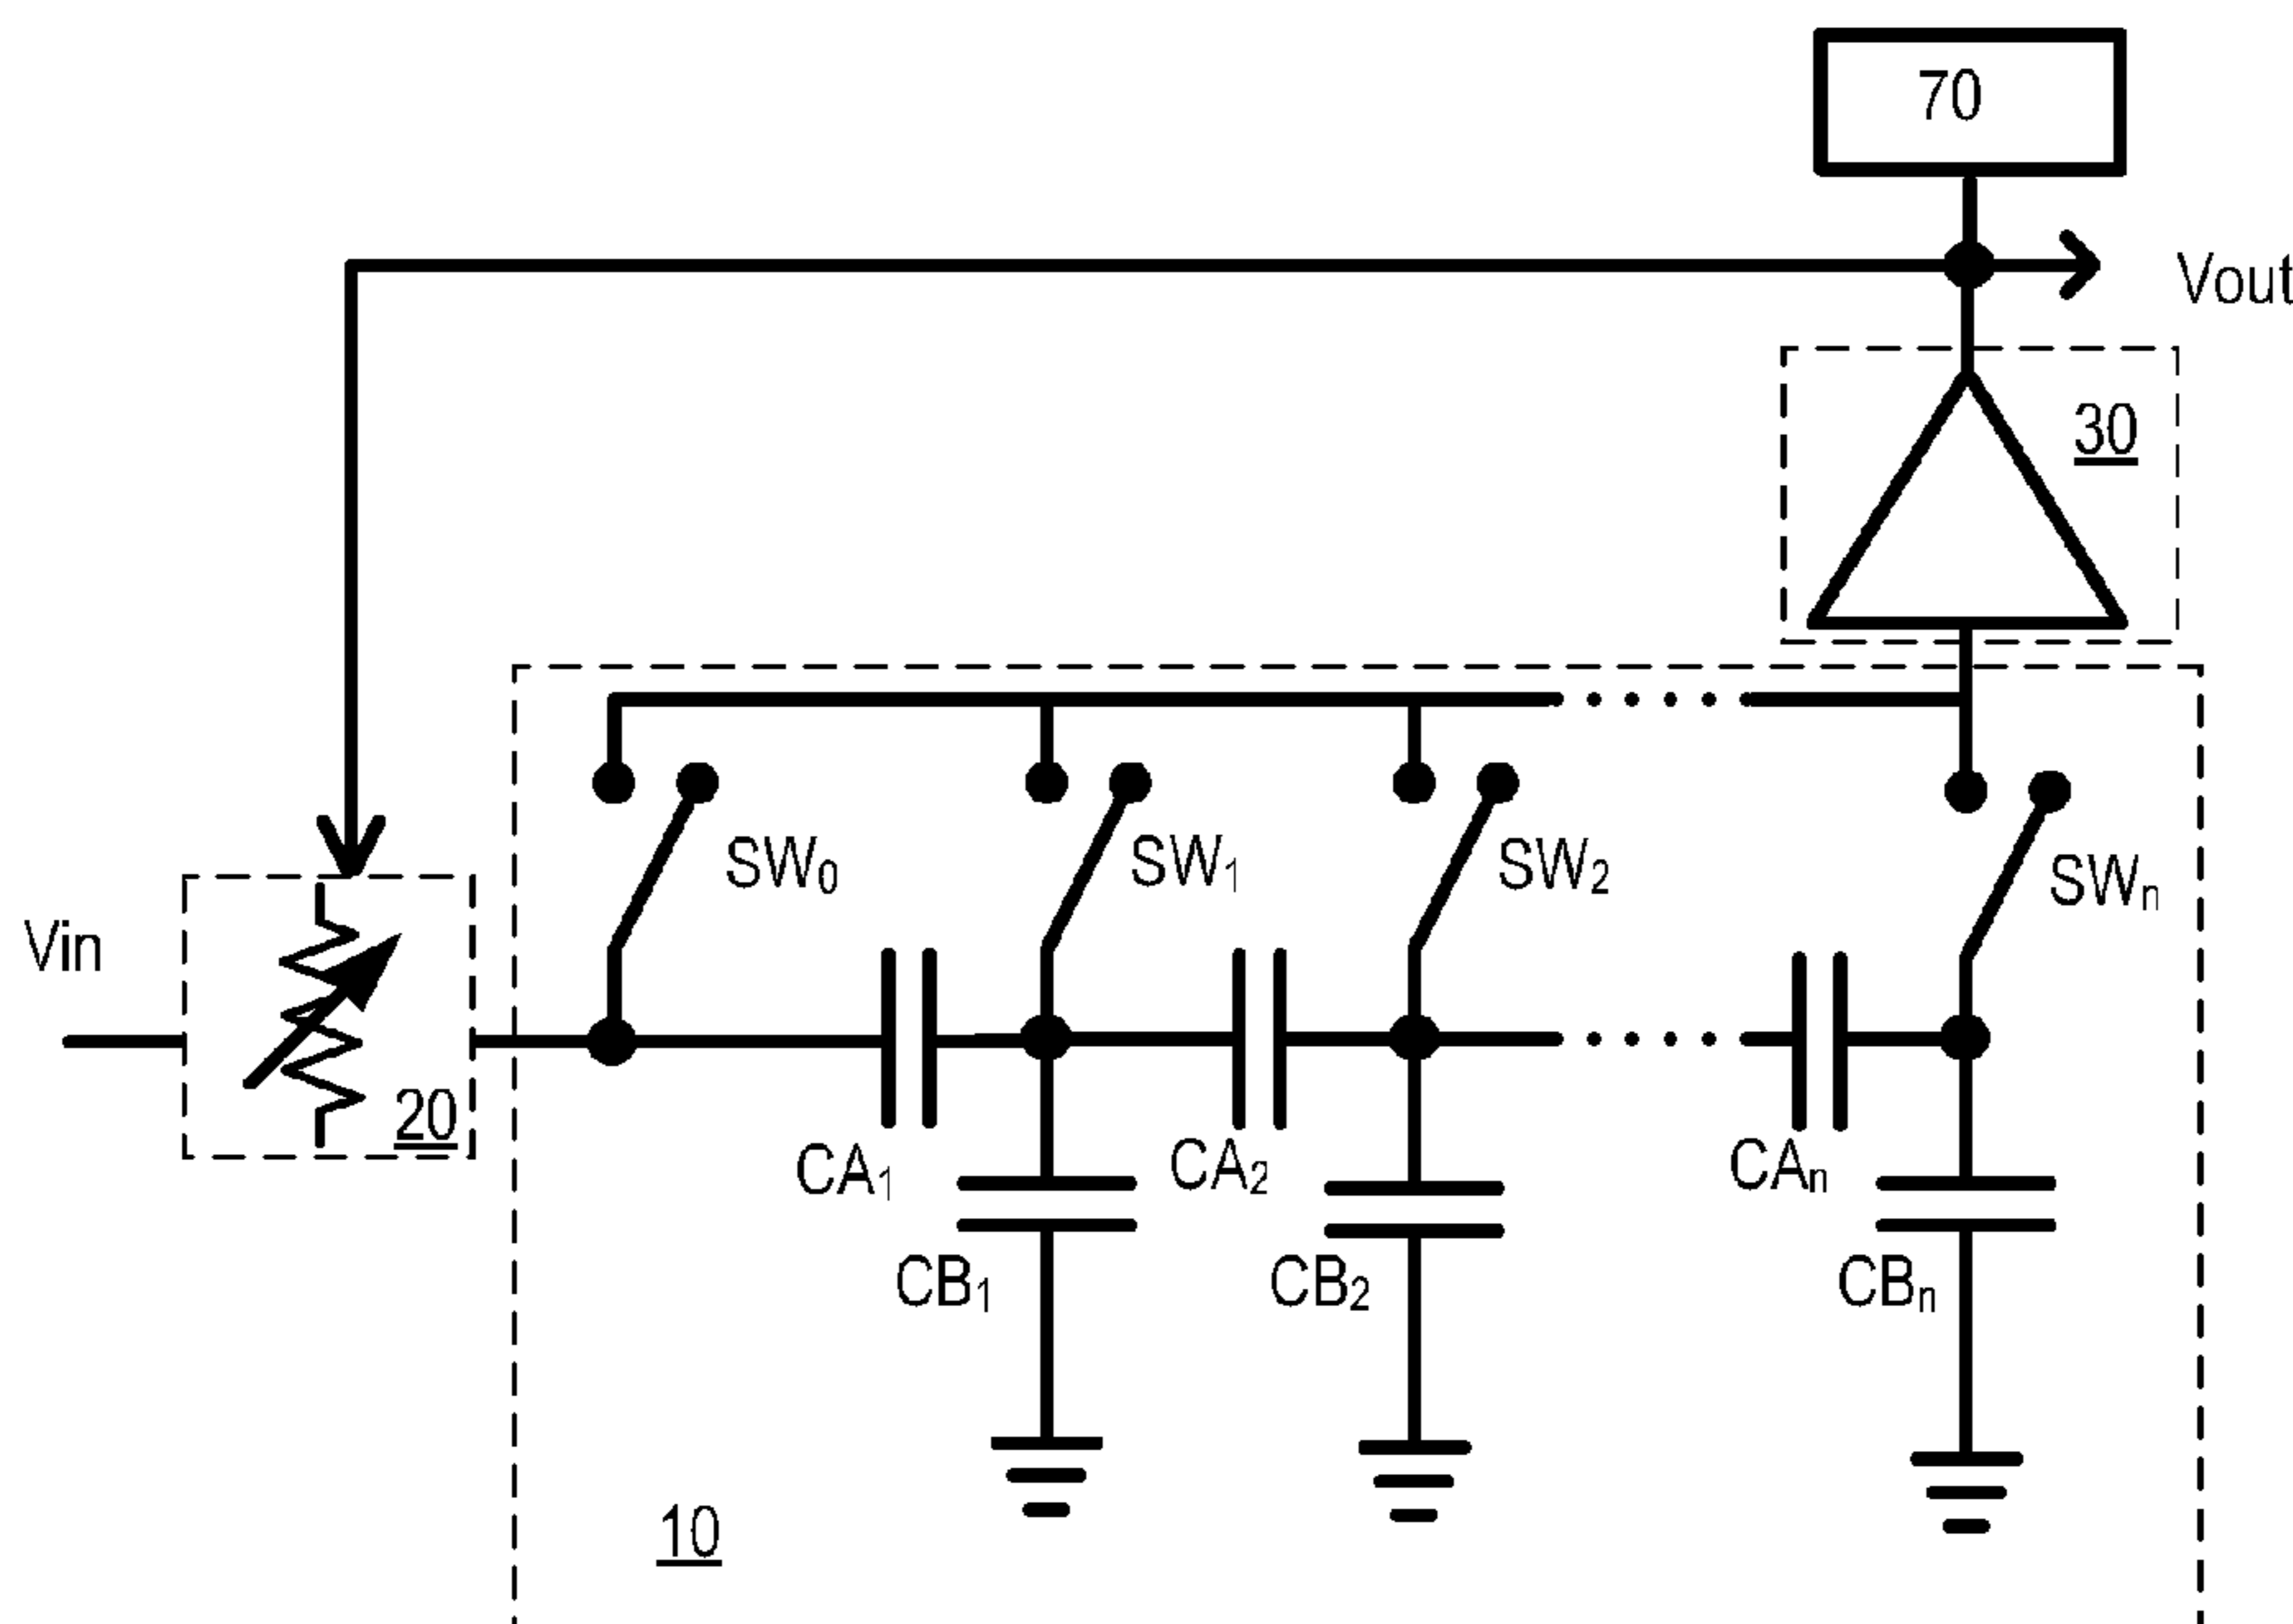 70
Vout
30
SW₀
SW₁
SW₂
SWₙ
Vin
20
CA₁
CA₂
CAₙ
CB₁
CB₂
CBₙ
10